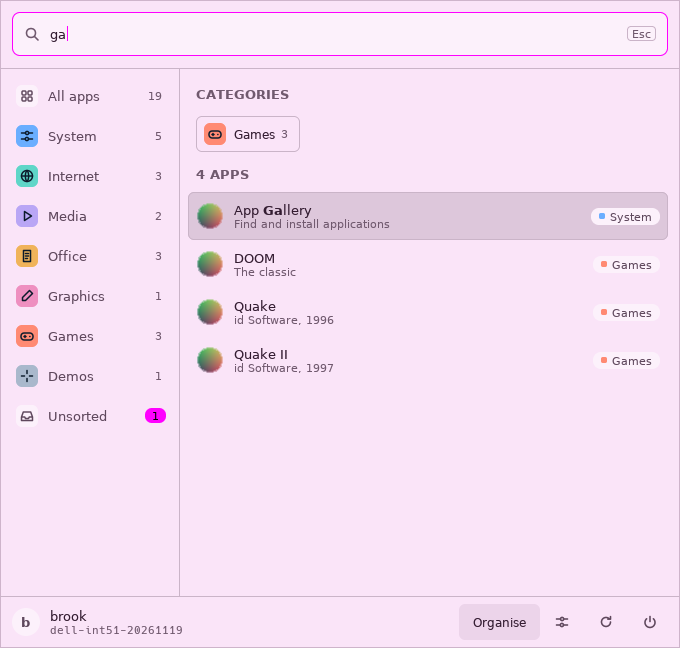 ga
Esc
All apps 19
System 5
Internet 3
Media 2
Office 3
Graphics 1
Games 3
Demos 1
Unsorted 1
CATEGORIES
Games 3
4 APPS
App Gallery
Find and install applications
System
DOOM
The classic
Games
Quake
id Software, 1996
Games
Quake II
id Software, 1997
Games
b
brook
dell-int51-20261119
Organise